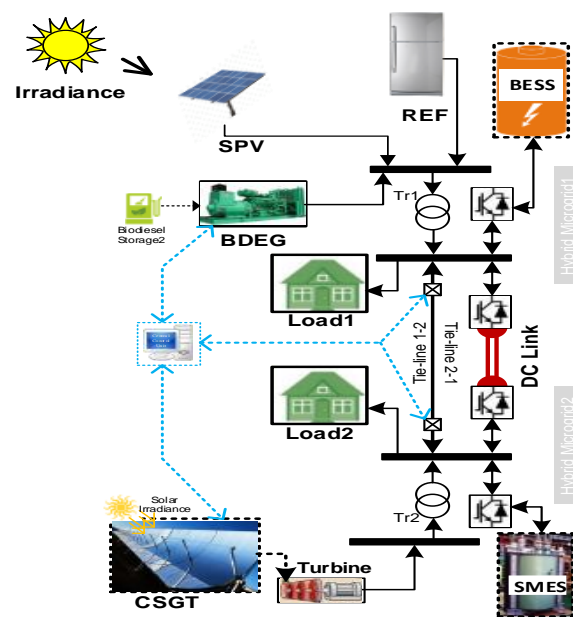 Irradiance
SPV
REF
BESS
Tr1
Biodiesel
Storage2
BDEG
Hybrid Microgrid1
Load1
Tie-line 1-2
Tie-line 2-1
DC Link
Load2
Hybrid Microgrid2
Tr2
Solar
Irradiance
CSGT
Turbine
SMES